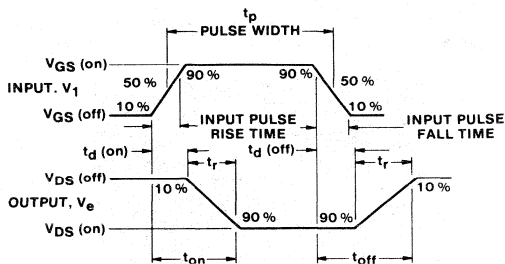 tp
PULSE WIDTH
VGS (on)
90 % 90 %
50 % 50 %
INPUT. V1
10 % 10 %
VGS (off)
INPUT PULSE RISE TIME
INPUT PULSE FALL TIME
td (on) td (off)
tr tr
VDS (off)
10 % 10 %
OUTPUT, Ve
90 % 90 %
VDS (on)
ton toff